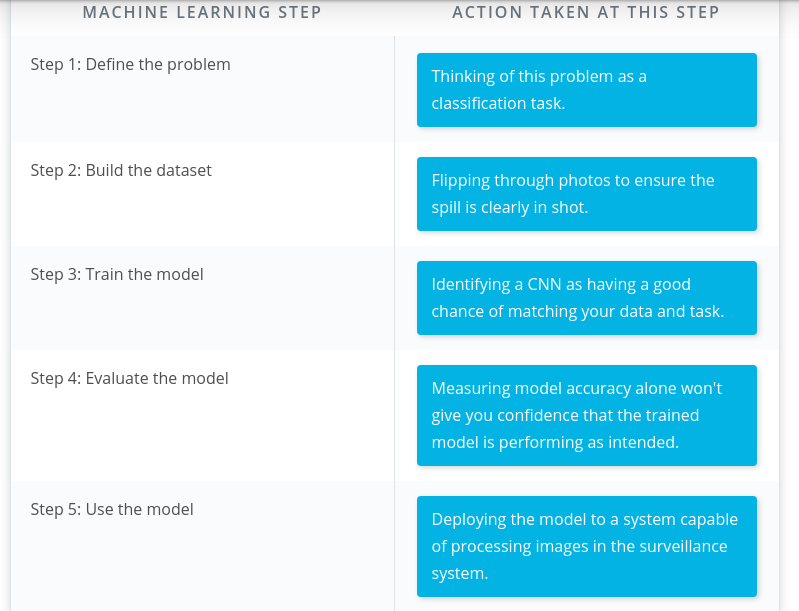 MACHINE LEARNING STEP
ACTION TAKEN AT THIS STEP
Step 1: Define the problem
Thinking of this problem as a
classification task.
Step 2: Build the dataset
Flipping through photos to ensure the
spill is clearly in shot.
Step 3: Train the model
Identifying a CNN as having a good
chance of matching your data and task.
Step 4: Evaluate the model
Measuring model accuracy alone won't
give you confidence that the trained
model is performing as intended.
Step 5: Use the model
Deploying the model to a system capable
of processing images in the surveillance
system.